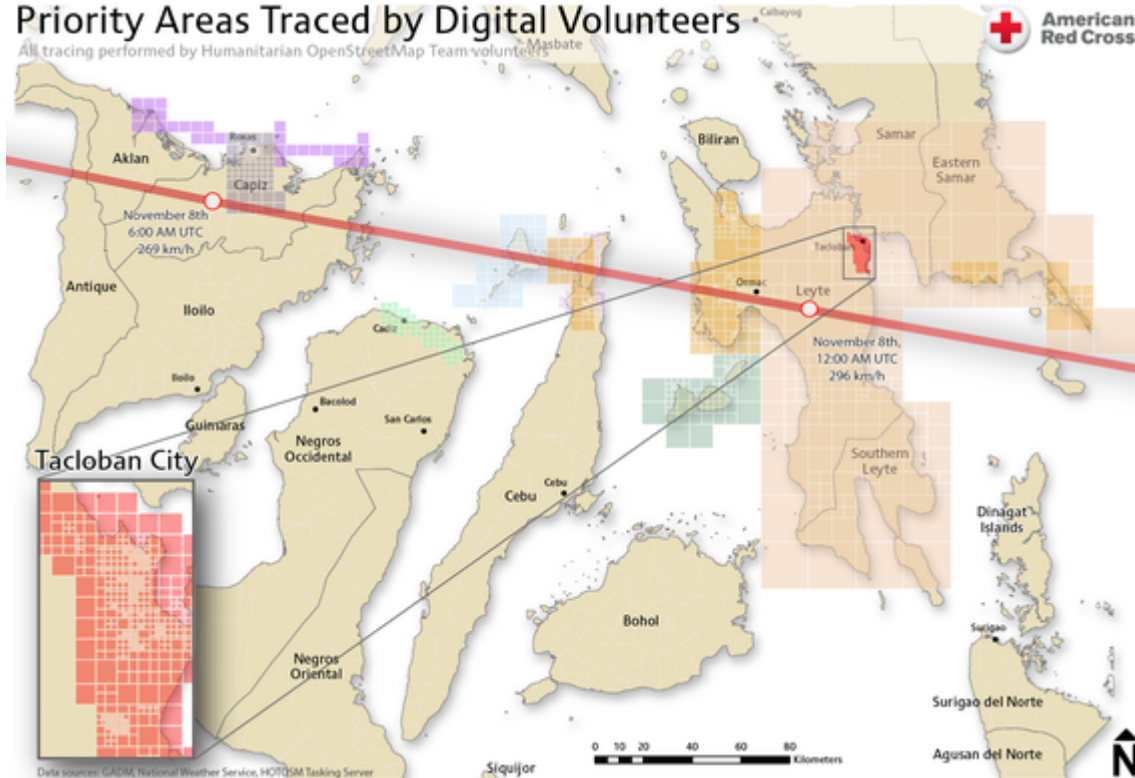 Priority Areas Traced by Digital Volunteers
All tracing performed by Humanitarian OpenStreetMap Team volunteers
American
Red Cross
Calbayog
Masbate
Biliran
Samar
Eastern
Samar
Aklan
Roxas
Capiz
November 8th
6:00 AM UTC
269 km/h
Antique
Iloilo
Iloilo
Guimaras
Cadiz
Bacolod
San Carlos
Negros
Occidental
Cebu
Cebu
Ormoc
Leyte
Tacloban
November 8th,
12:00 AM UTC
296 km/h
Southern
Leyte
Dinagat
Islands
Tacloban City
Bohol
Negros
Oriental
Surigao
Surigao del Norte
Agusan del Norte
Siquijor
0 10 20 40 60 80
Kilometers
N
Data sources: GADM, National Weather Service, HOTOSM Tasking Server